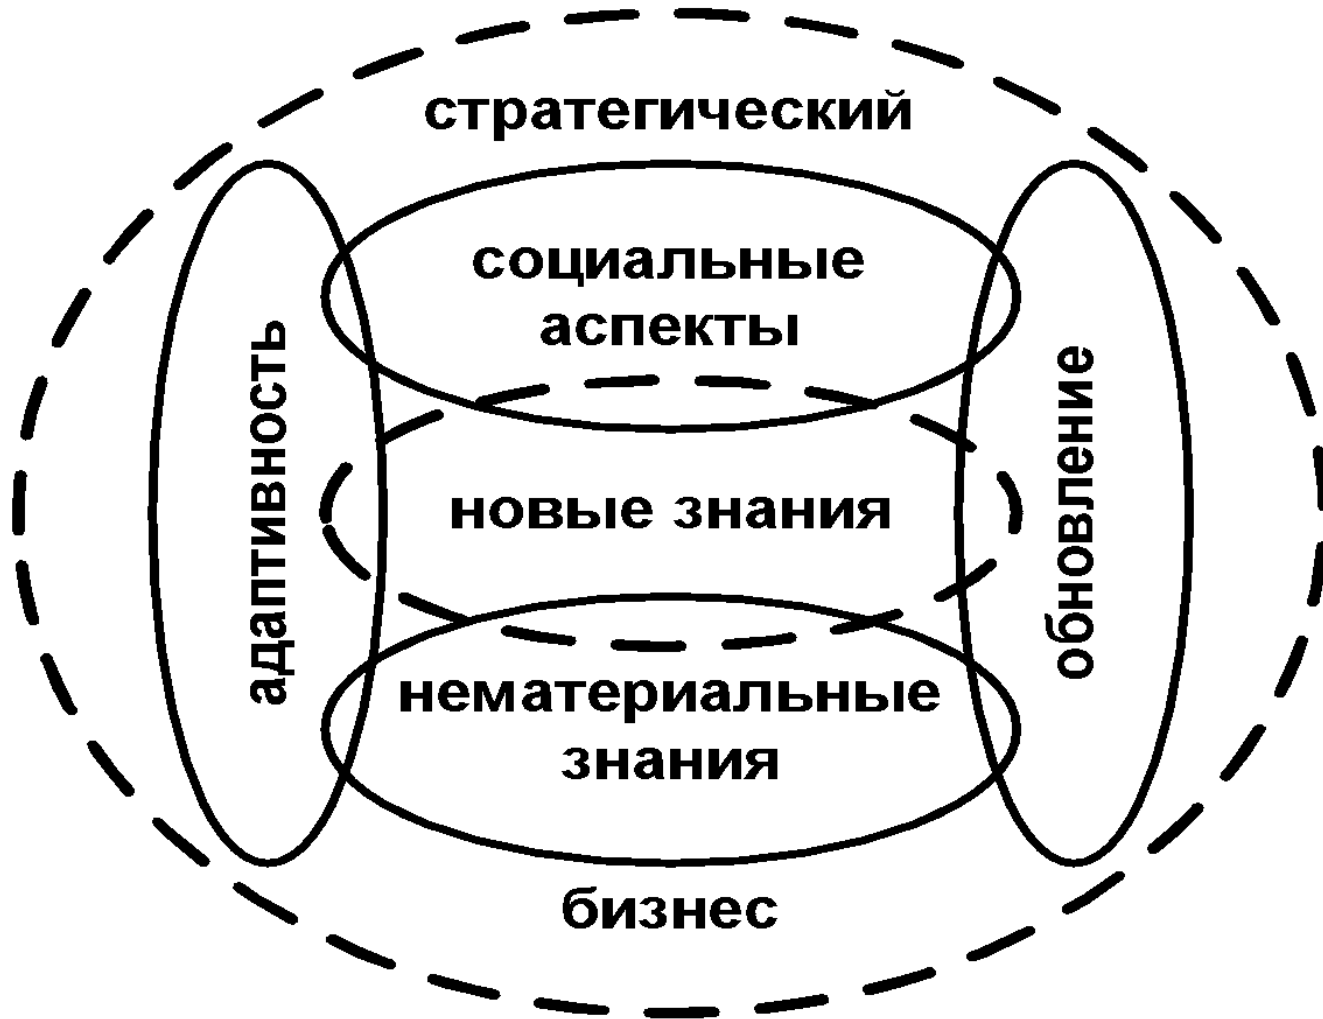 стратегический
социальные
аспекты
адаптивность
новые знания
обновление
нематериальные
знания
бизнес